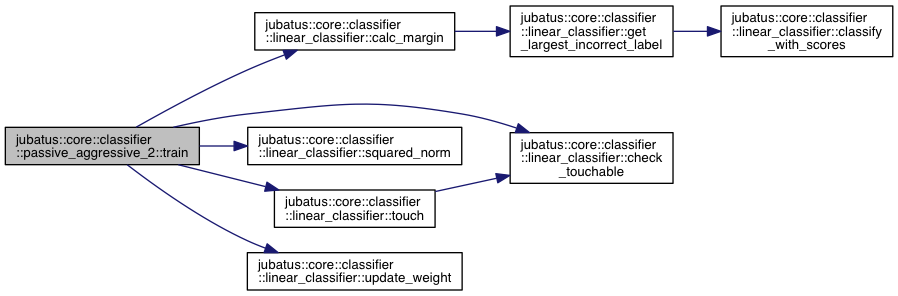 jubatus::core::classifier
::passive_aggressive_2::train
jubatus::core::classifier
::linear_classifier::calc_margin
jubatus::core::classifier
::linear_classifier::get
_largest_incorrect_label
jubatus::core::classifier
::linear_classifier::classify
_with_scores
jubatus::core::classifier
::linear_classifier::squared_norm
jubatus::core::classifier
::linear_classifier::check
_touchable
jubatus::core::classifier
::linear_classifier::touch
jubatus::core::classifier
::linear_classifier::update_weight